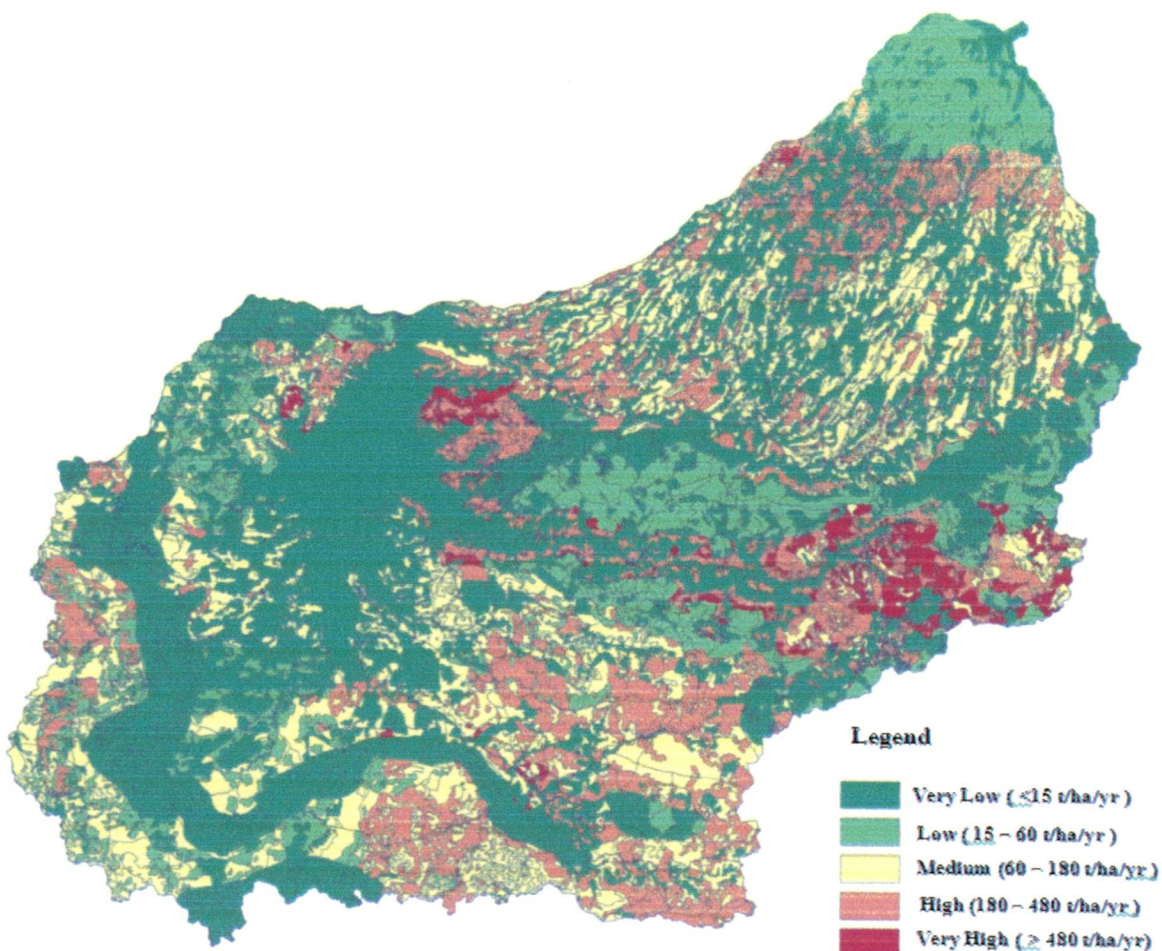 Legend
Very Low ( <15 t/ha/yr )
Low ( 15 – 60 t/ha/yr )
Medium (60 – 180 t/ha/yr )
High (180 – 480 t/ha/yr )
Very High ( > 480 t/ha/yr)